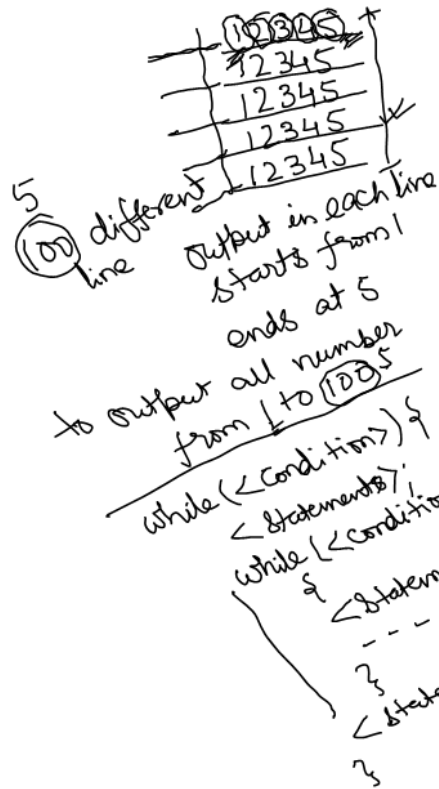 12345
12345
12345
12345
12345
5
100 different line
output in each line
starts from 1
ends at 5
to output all number
from 1 to 100 5
while (<condition>) {
<statements>;
while (<condition
{
<statem
- - -
}
<state
}